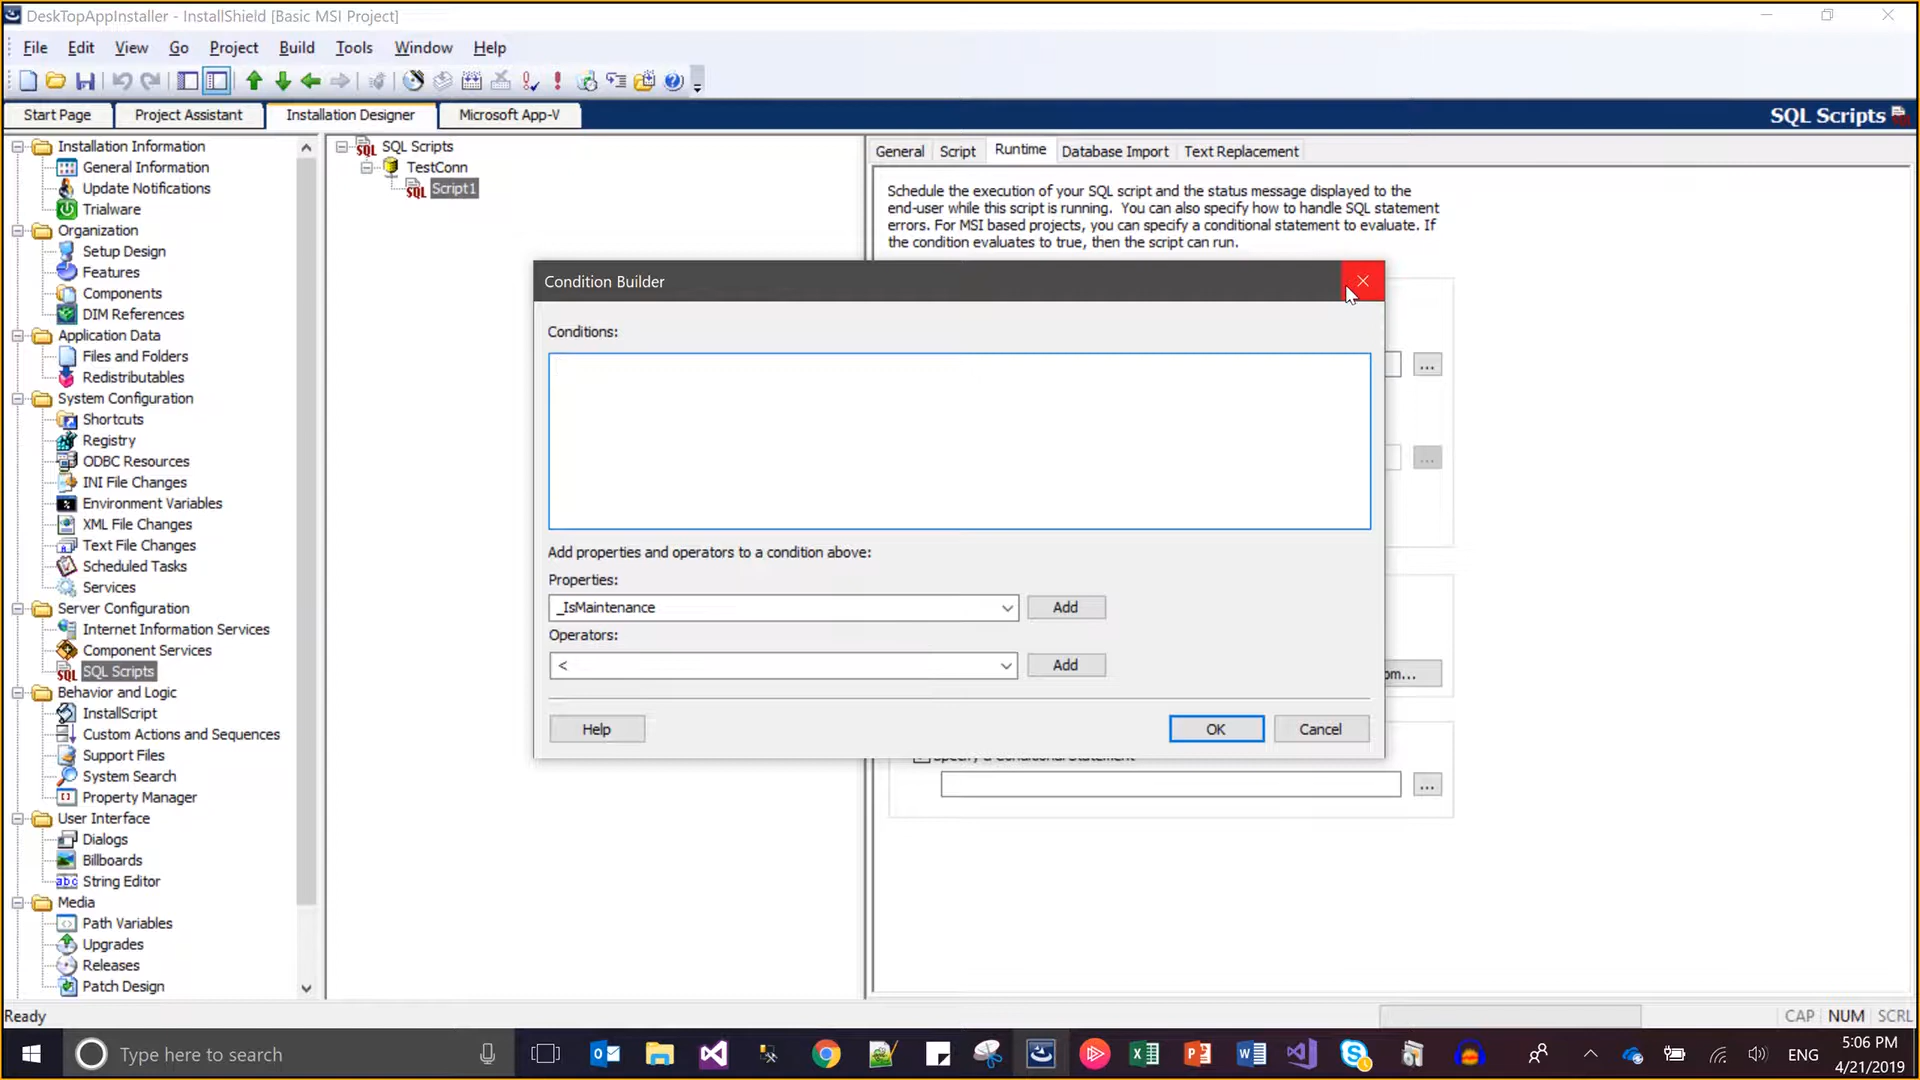 DeskTopAppInstaller - InstallShield [Basic MSI Project]
File Edit View Go Project Build Tools Window Help
Start Page Project Assistant Installation Designer Microsoft App-V SQL Scripts
Installation Information
General Information
Update Notifications
Trialware
Organization
Setup Design
Features
Components
DIM References
Application Data
Files and Folders
Redistributables
System Configuration
Shortcuts
Registry
ODBC Resources
INI File Changes
Environment Variables
XML File Changes
Text File Changes
Scheduled Tasks
Services
Server Configuration
Internet Information Services
Component Services
SQL Scripts
Behavior and Logic
InstallScript
Custom Actions and Sequences
Support Files
System Search
Property Manager
User Interface
Dialogs
Billboards
String Editor
Media
Path Variables
Upgrades
Releases
Patch Design
SQL Scripts
TestConn
Script1
General Script Runtime Database Import Text Replacement
Schedule the execution of your SQL script and the status message displayed to the
end-user while this script is running. You can also specify how to handle SQL statement
errors. For MSI based projects, you can specify a conditional statement to evaluate. If
the condition evaluates to true, then the script can run.
Condition Builder
Conditions:
Add properties and operators to a condition above:
Properties:
_IsMaintenance Add
Operators:
< Add
Help OK Cancel
...
...
om...
Specify a Conditional Statement
...
Ready
CAP NUM SCRL
Type here to search
ENG
5:06 PM
4/21/2019